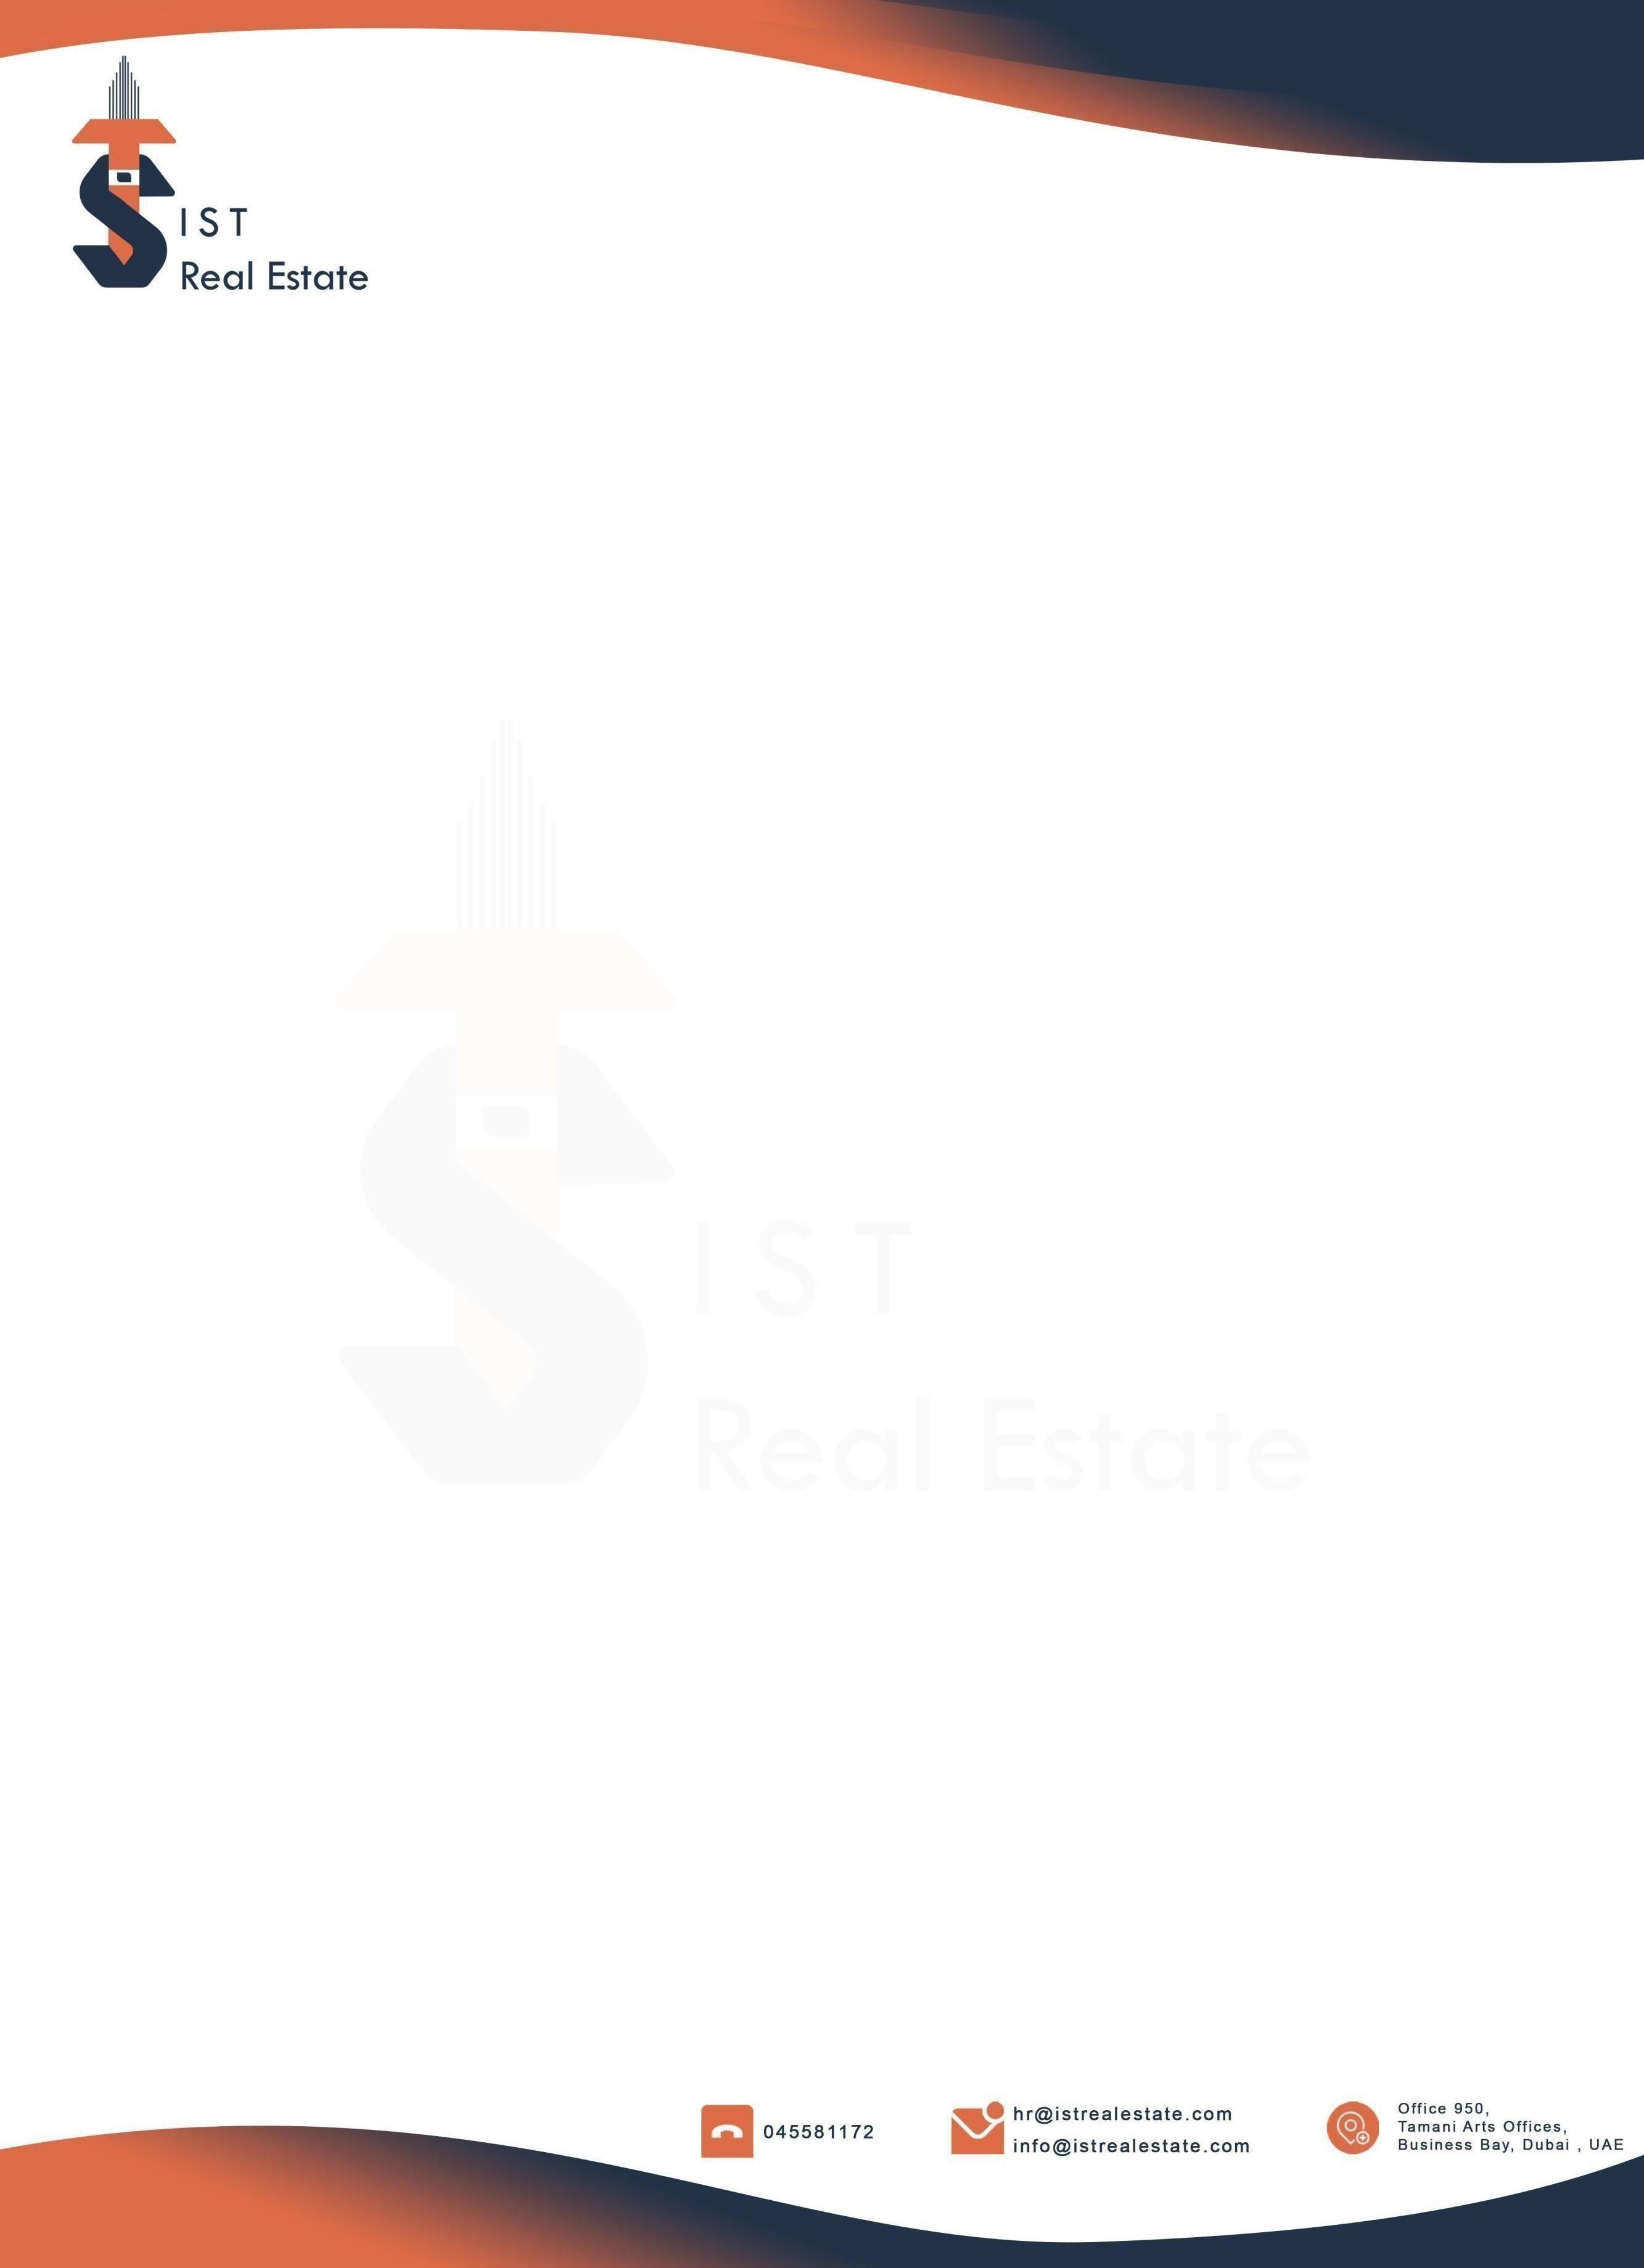 IST
Real Estate
IST
Real Estate
045581172
hr@istrealestate.com
info@istrealestate.com
Office 950,
Tamani Arts Offices,
Business Bay, Dubai , UAE